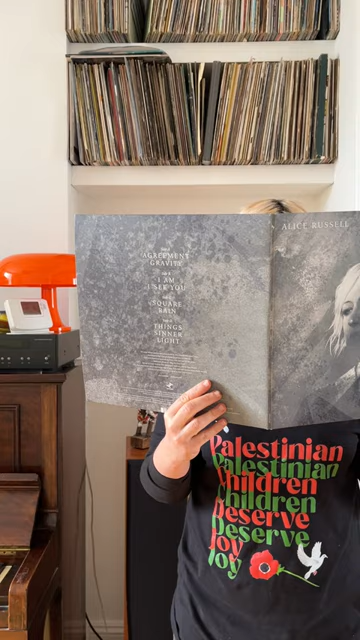 ALICE RUSSELL
AGREEMENT
GRAVITY
I AM
I SEE YOU
SQUARE
RAIN
THINGS
SINNER
LIGHT
Palestinian
Palestinian
Children
Children
Deserve
Deserve
Joy
Joy